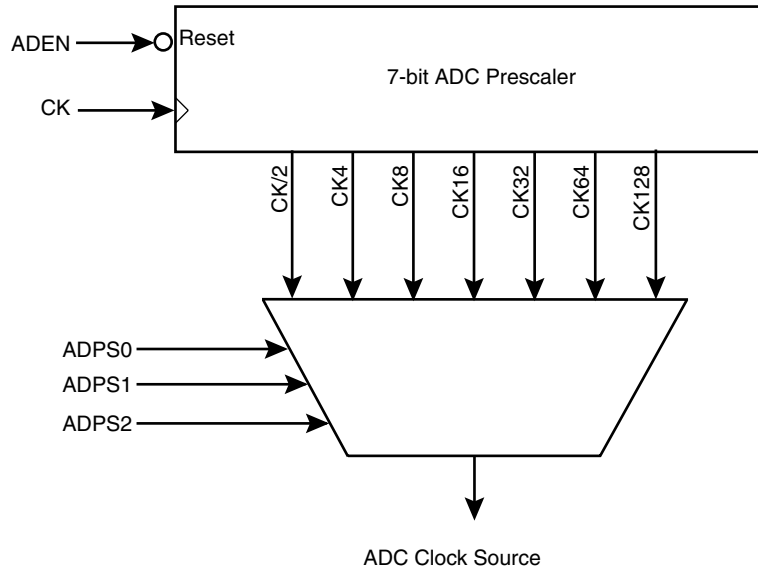 ADEN
Reset
7-bit ADC Prescaler
CK
CK/2
CK4
CK8
CK16
CK32
CK64
CK128
ADPS0
ADPS1
ADPS2
ADC Clock Source